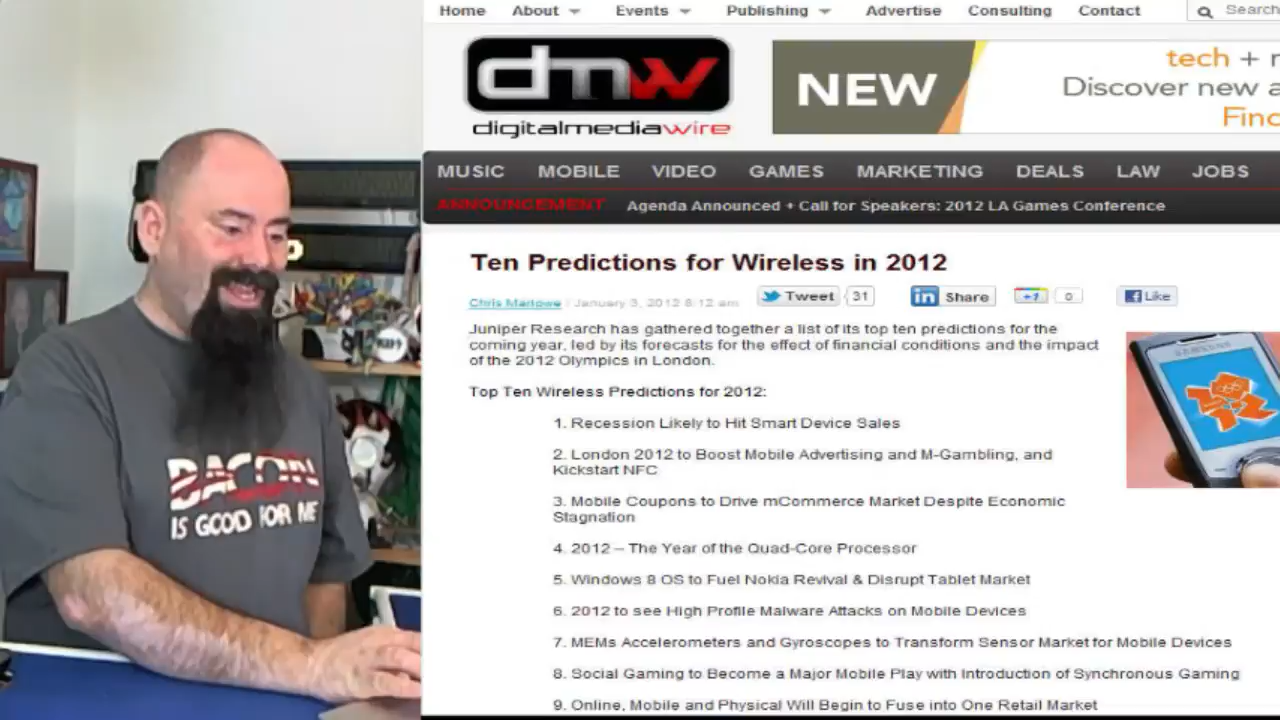 Home About Events Publishing Advertise Consulting Contact Search
dmw
digitalmediawire
NEW
tech +
Discover new a
Finc
MUSIC MOBILE VIDEO GAMES MARKETING DEALS LAW JOBS
ANNOUNCEMENT Agenda Announced + Call for Speakers: 2012 LA Games Conference
Ten Predictions for Wireless in 2012
Chris Marlowe | January 3, 2012 8:12 am Tweet 31 Share +1 0 Like
Juniper Research has gathered together a list of its top ten predictions for the
coming year, led by its forecasts for the effect of financial conditions and the impact
of the 2012 Olympics in London.
Top Ten Wireless Predictions for 2012:
1. Recession Likely to Hit Smart Device Sales
2. London 2012 to Boost Mobile Advertising and M-Gambling, and
Kickstart NFC
3. Mobile Coupons to Drive mCommerce Market Despite Economic
Stagnation
4. 2012 – The Year of the Quad-Core Processor
5. Windows 8 OS to Fuel Nokia Revival & Disrupt Tablet Market
6. 2012 to see High Profile Malware Attacks on Mobile Devices
7. MEMs Accelerometers and Gyroscopes to Transform Sensor Market for Mobile Devices
8. Social Gaming to Become a Major Mobile Play with Introduction of Synchronous Gaming
9. Online, Mobile and Physical Will Begin to Fuse into One Retail Market
SAMSUNG
BACON
IS GOOD FOR ME